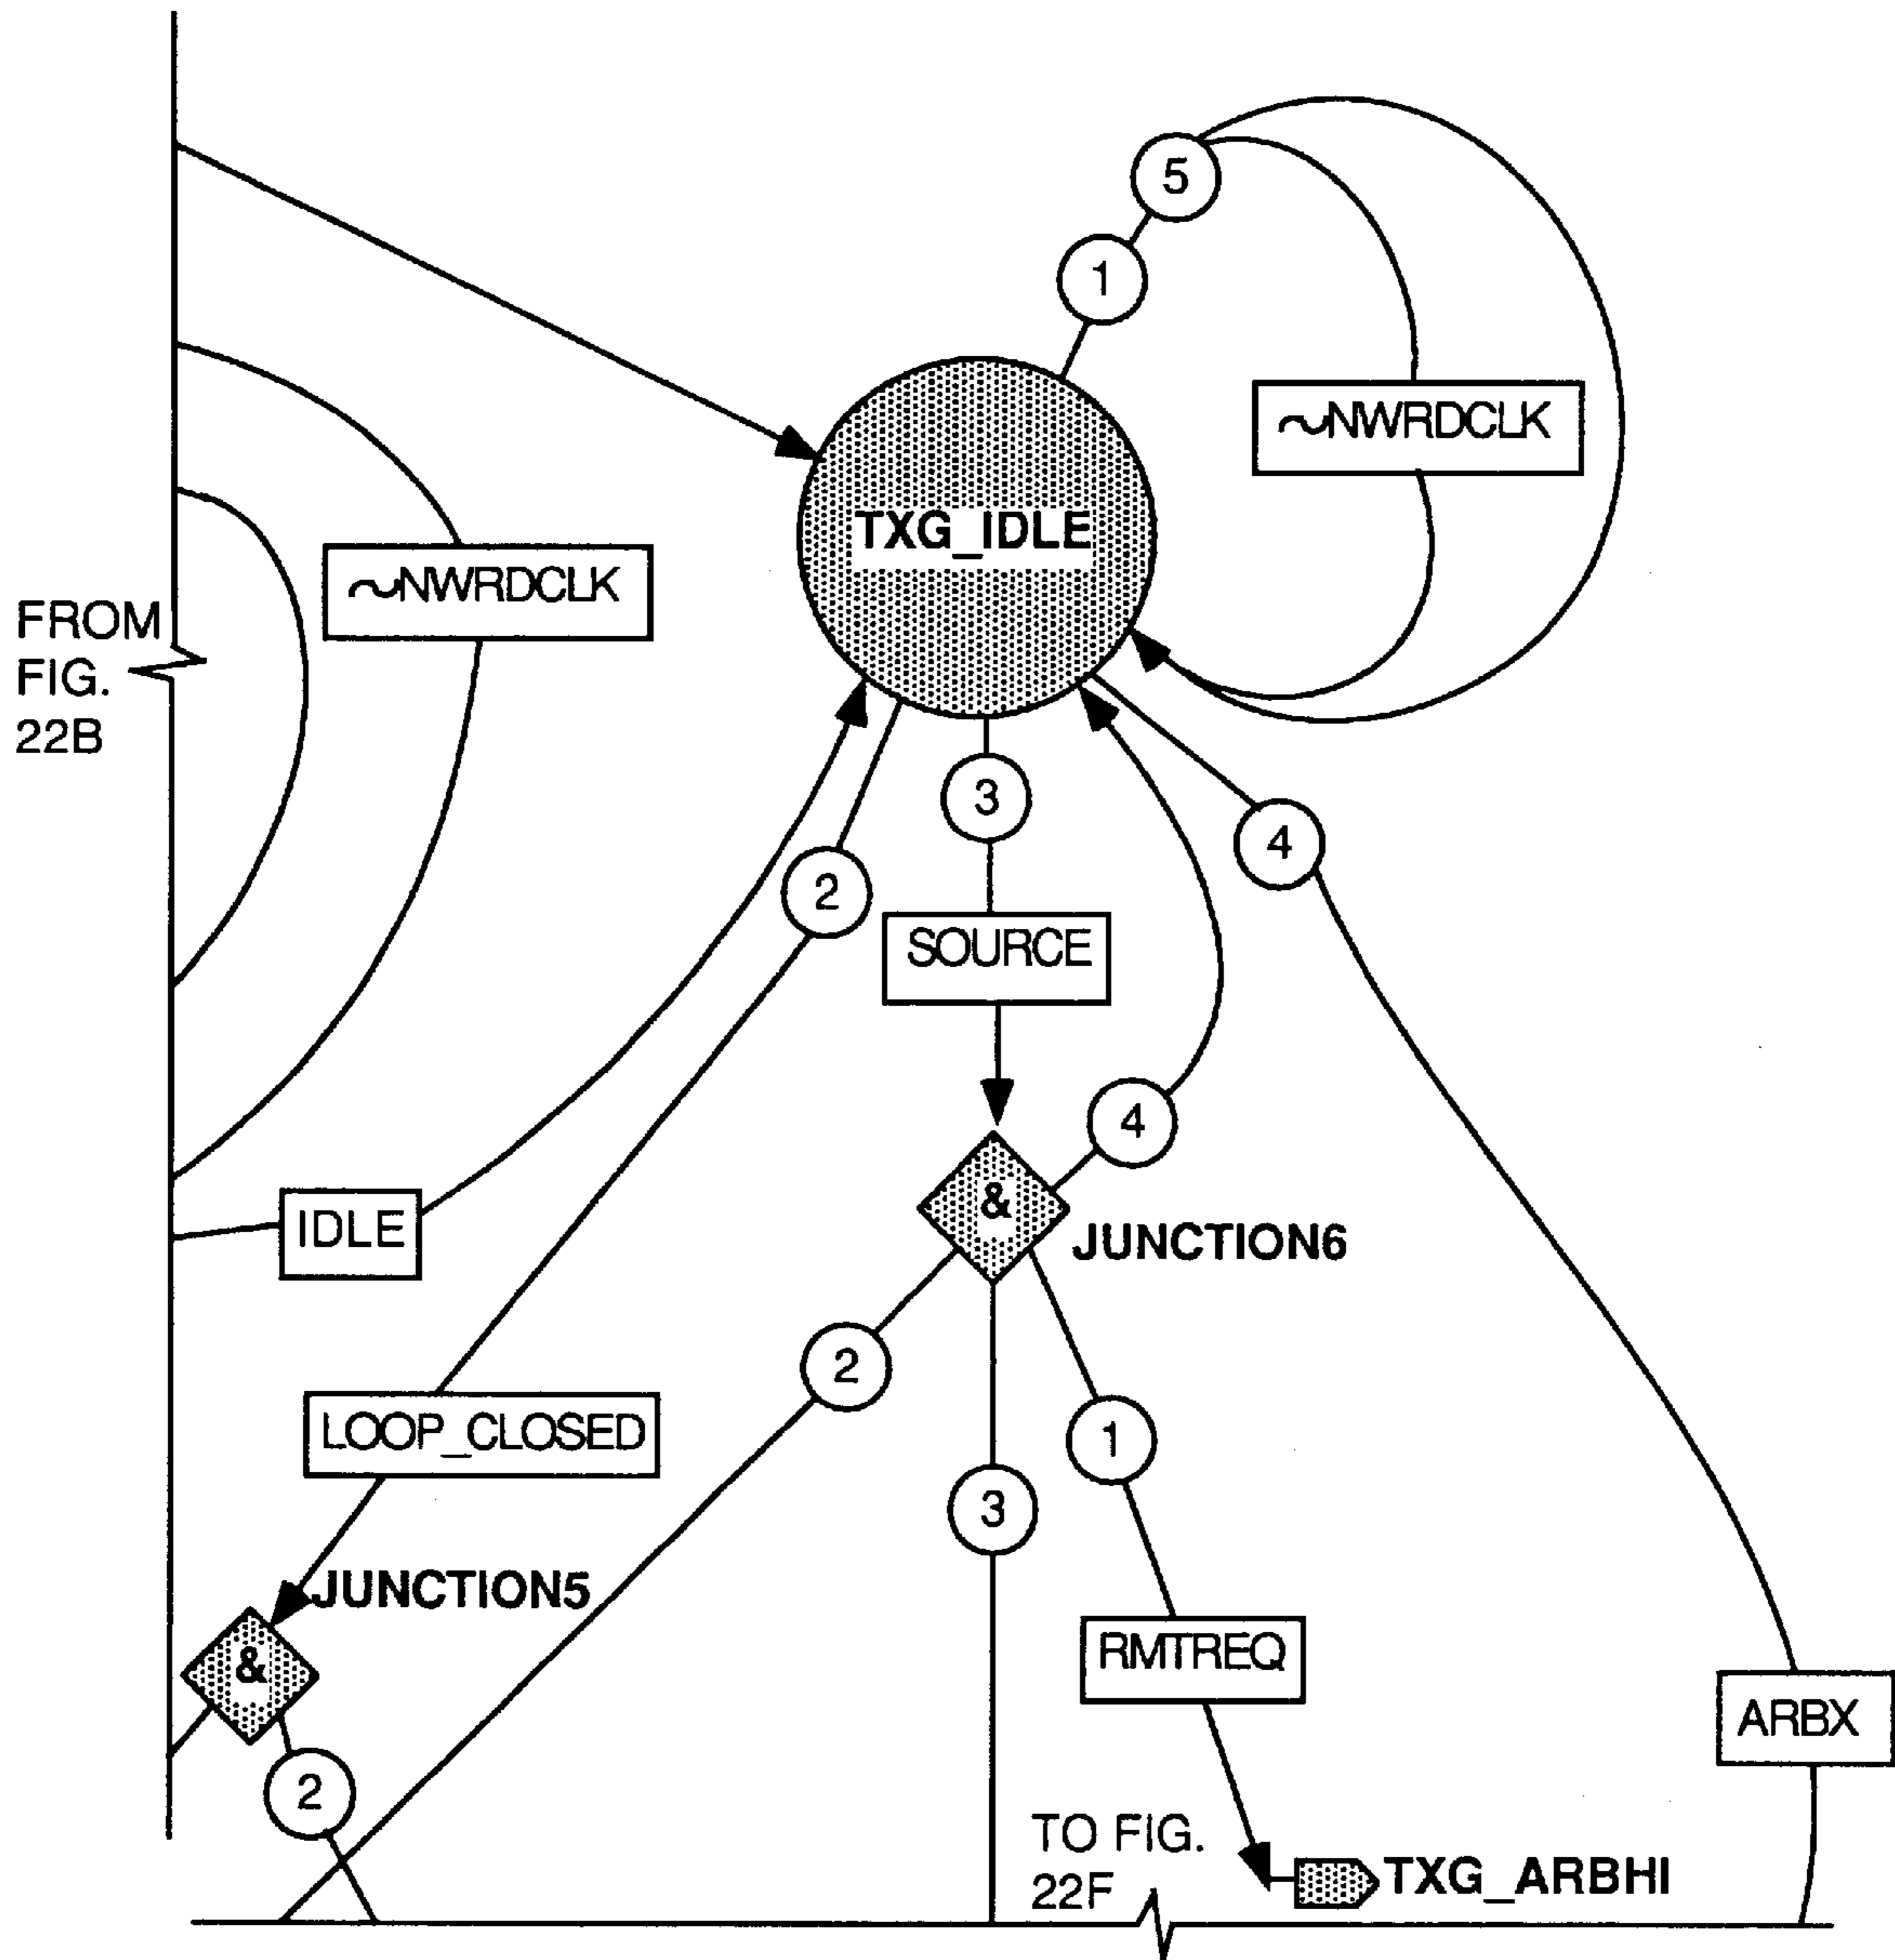 5
1
~NWRDCLK
TXG_IDLE
~NWRDCLK
FROM
FIG.
22B
3
4
2
SOURCE
4
&
JUNCTION6
IDLE
2
LOOP_CLOSED
1
3
JUNCTION5
&
RMTREQ
ARBX
2
TO FIG.
22F
TXG_ARBHI